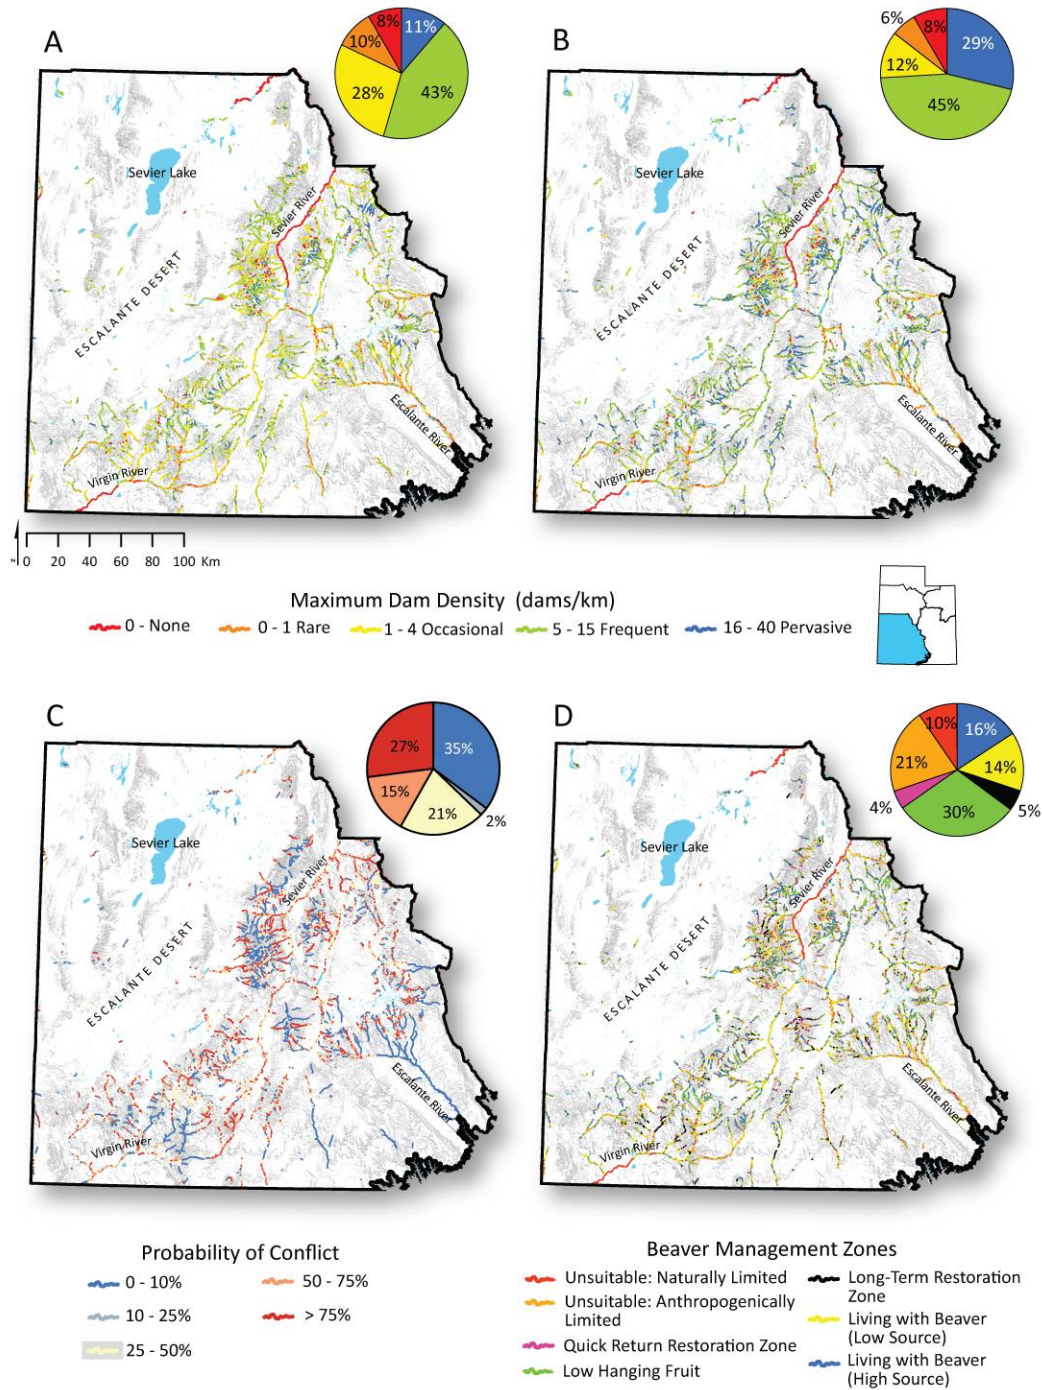 A
8%
11%
10%
28%
43%
Sevier Lake
Sevier River
ESCALANTE DESERT
Escalante River
Virgin River
B
6%
8%
29%
12%
45%
Sevier Lake
Sevier River
ESCALANTE DESERT
Escalante River
Virgin River
0 20 40 60 80 100 Km
Maximum Dam Density (dams/km)
0 - None
0 - 1 Rare
1 - 4 Occasional
5 - 15 Frequent
16 - 40 Pervasive
C
27%
35%
15%
21%
2%
Sevier Lake
Sevier River
ESCALANTE DESERT
Escalante River
Virgin River
D
10%
16%
21%
14%
4%
30%
5%
Sevier Lake
Sevier River
ESCALANTE DESERT
Escalante River
Virgin River
Probability of Conflict
0 - 10%
10 - 25%
25 - 50%
50 - 75%
> 75%
Beaver Management Zones
Unsuitable: Naturally Limited
Unsuitable: Anthropogenically
Limited
Quick Return Restoration Zone
Low Hanging Fruit
Long-Term Restoration
Zone
Living with Beaver
(Low Source)
Living with Beaver
(High Source)